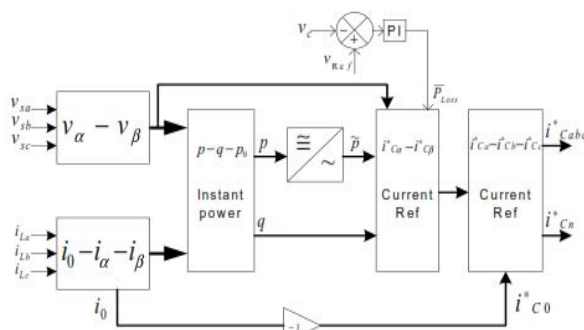 v_c
−
+
PI
v_Ref
P̅_Loss
v_sa
v_sb
v_sc
v_α − v_β
p−q−p_0
Instant
power
p
≅
~
p̃
q
i*_Cα − i*_Cβ
Current
Ref
i*_Ca − i*_Cb − i*_Cc
Current
Ref
i*_Cabc
i*_Cn
i_La
i_Lb
i_Lc
i_0 − i_α − i_β
i_0
−1
i*_C0